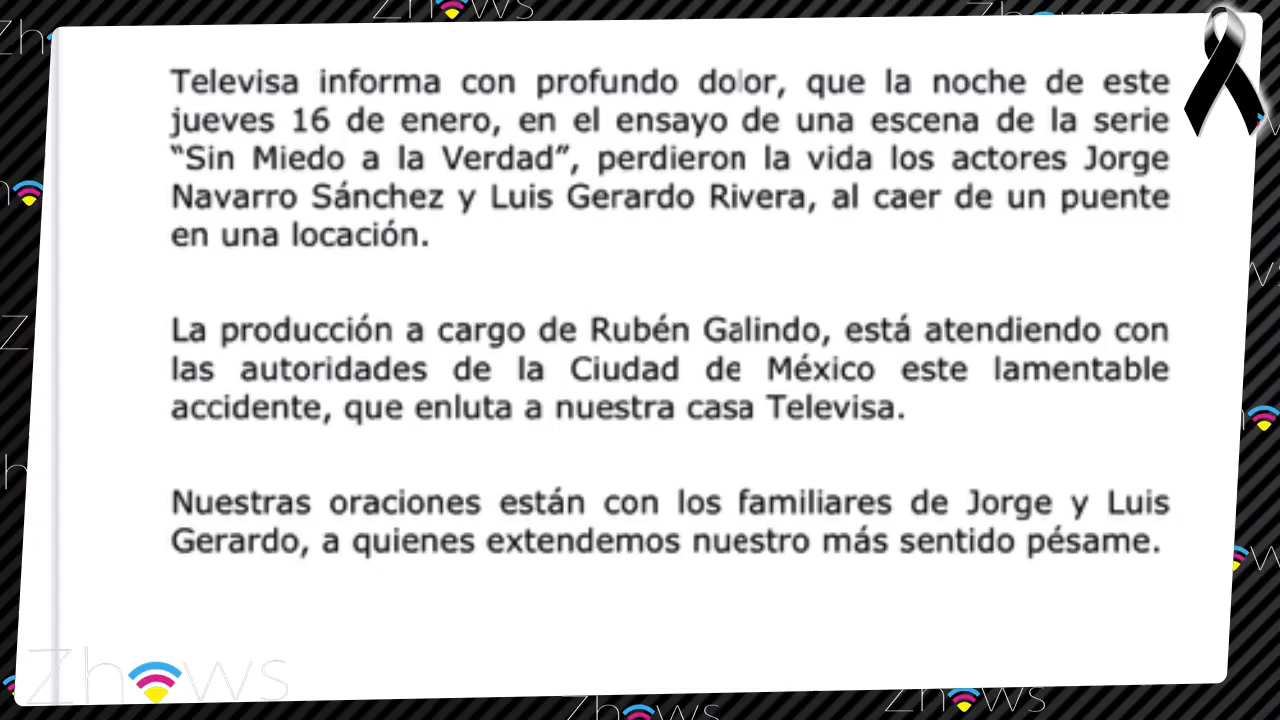 Televisa informa con profundo dolor, que la noche de este
jueves 16 de enero, en el ensayo de una escena de la serie
“Sin Miedo a la Verdad”, perdieron la vida los actores Jorge
Navarro Sánchez y Luis Gerardo Rivera, al caer de un puente
en una locación.
La producción a cargo de Rubén Galindo, está atendiendo con
las autoridades de la Ciudad de México este lamentable
accidente, que enluta a nuestra casa Televisa.
Nuestras oraciones están con los familiares de Jorge y Luis
Gerardo, a quienes extendemos nuestro más sentido pésame.
Zhows